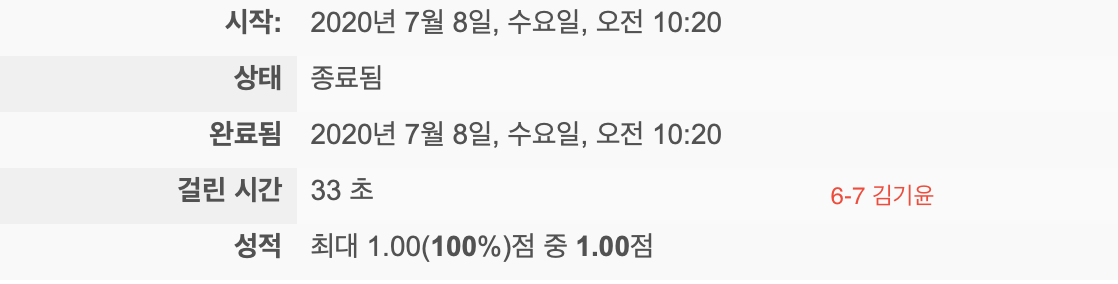 시작: 2020년 7월 8일, 수요일, 오전 10:20
상태 종료됨
완료됨 2020년 7월 8일, 수요일, 오전 10:20
걸린 시간 33 초 6-7 김기윤
성적 최대 1.00(100%)점 중 1.00점